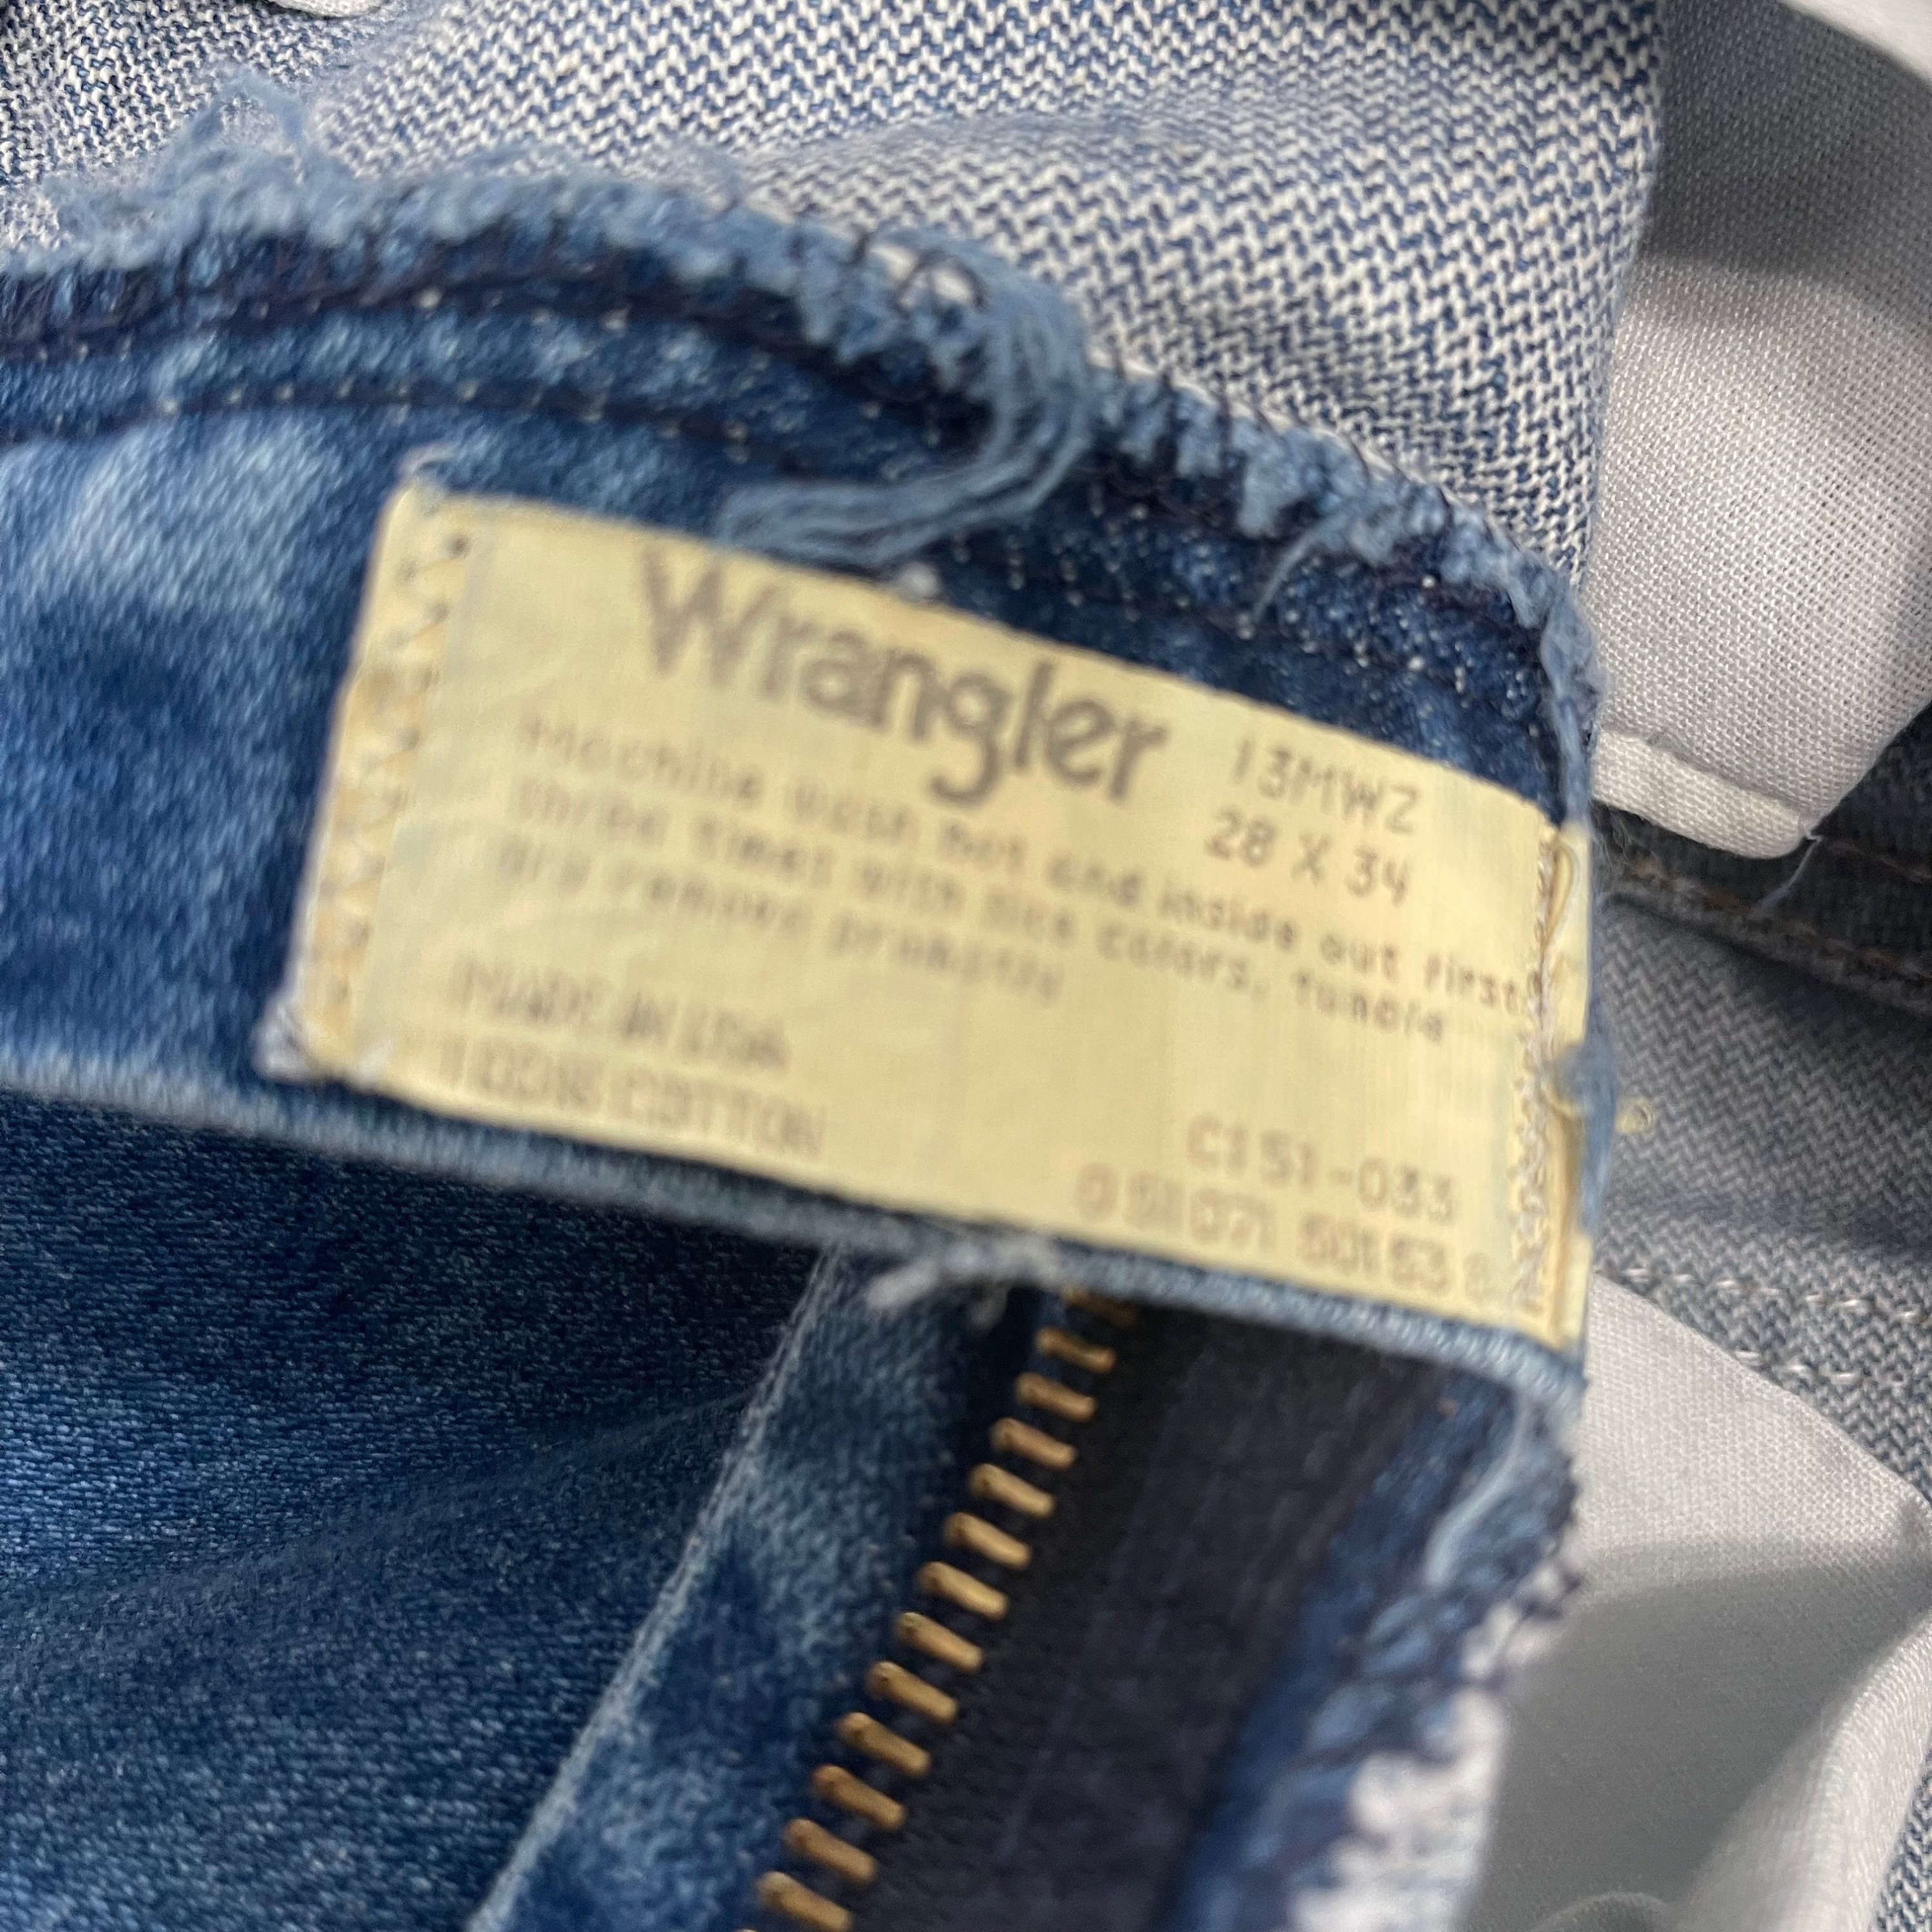 Wrangler
13MWZ
28 X 34
Machine wash hot and inside out first
three times with like colors, tumble
dry remove promptly
MADE IN USA
100% COTTON
C151-033